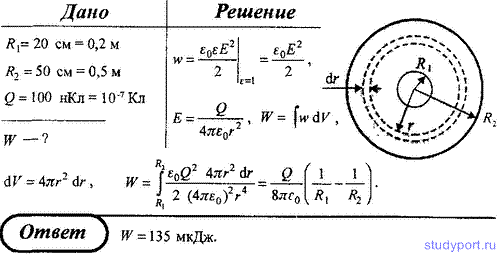 Дано
Решение
R₁= 20 см = 0,2 м
R₂ = 50 см = 0,5 м
Q = 100 нКл = 10⁻⁷ Кл
W — ?
w = ε₀εE²/2 |ε=1 = ε₀E²/2 ,
E = Q/4πε₀r² , W = ∫w dV ,
dV = 4πr² dr , W = ∫R₁R₂ ε₀Q²/2 4πr² dr/(4πε₀)² r⁴ = Q/8πε₀ (1/R₁ − 1/R₂) .
dr
R₁
r
R₂
Ответ W = 135 мкДж.
studyport.ru